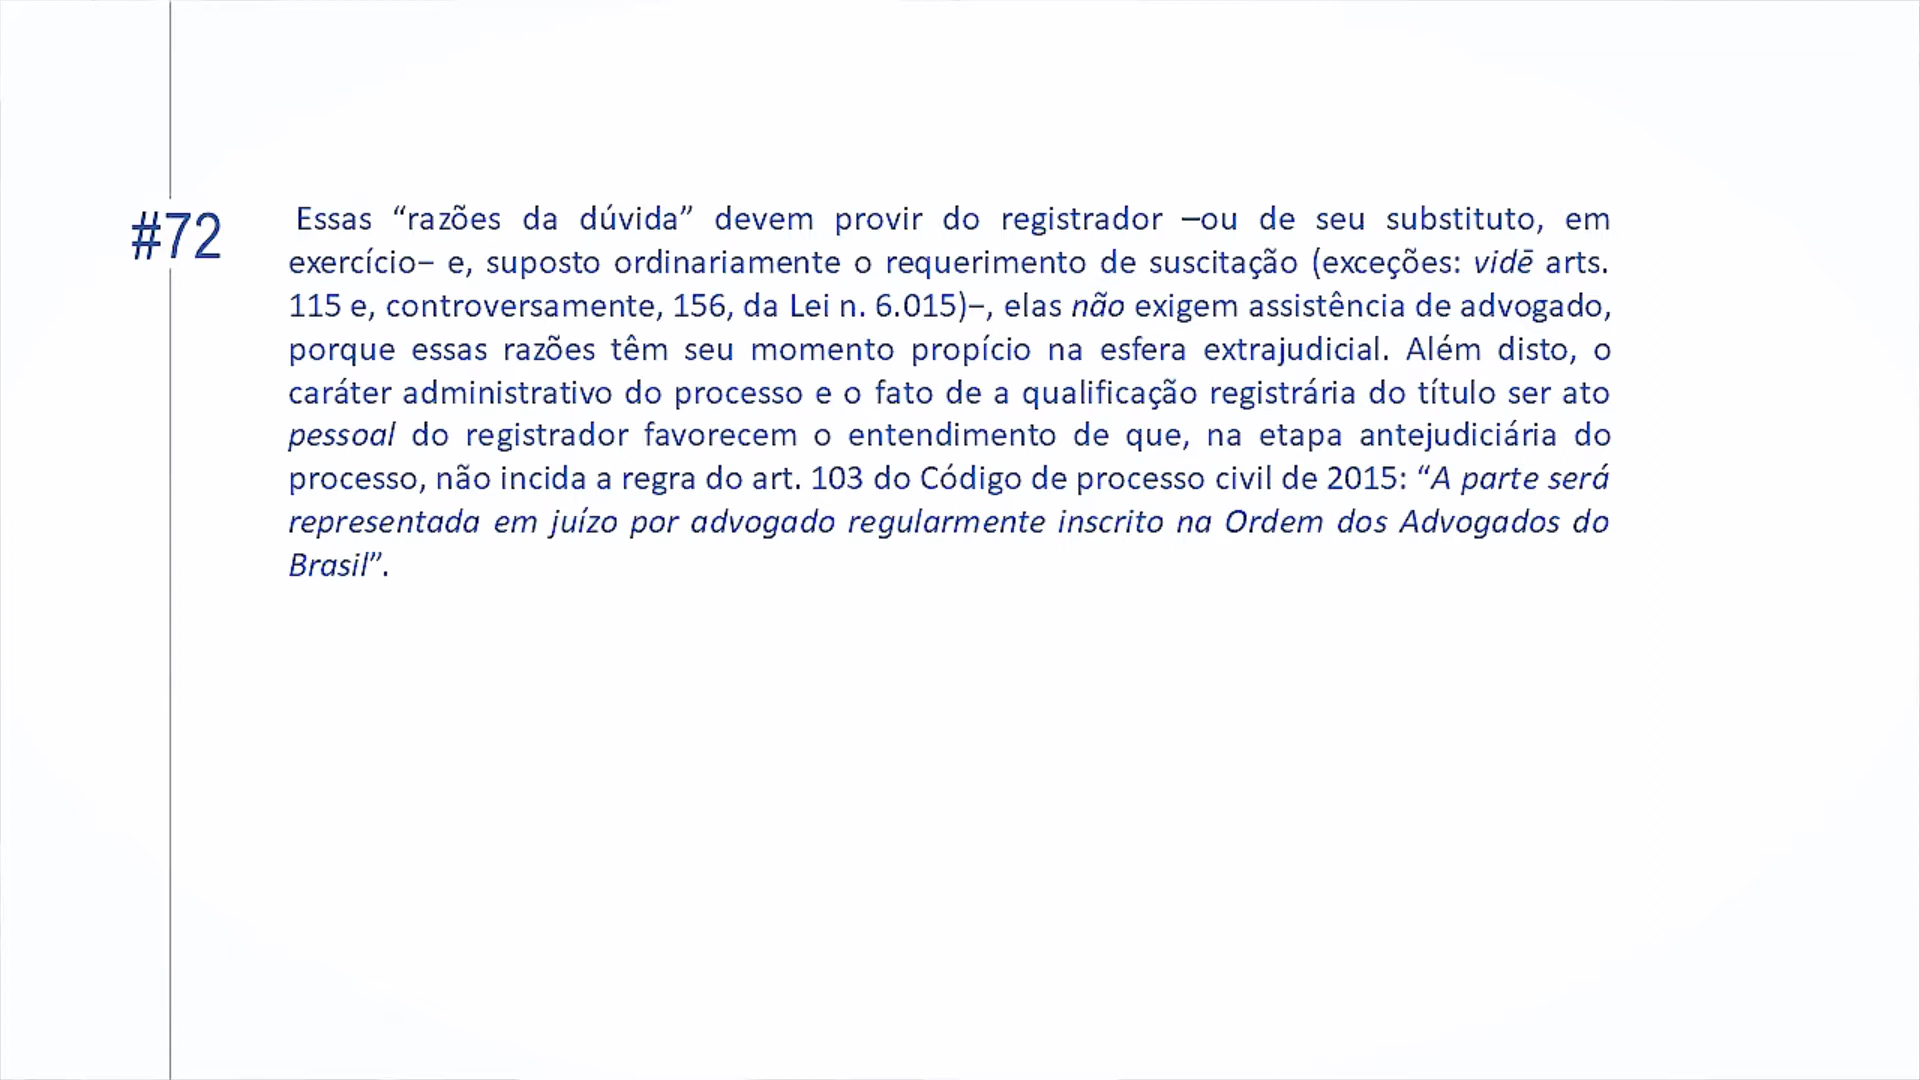 #72
Essas “razões da dúvida” devem provir do registrador –ou de seu substituto, em
exercício– e, suposto ordinariamente o requerimento de suscitação (exceções: vidē arts.
115 e, controversamente, 156, da Lei n. 6.015)–, elas não exigem assistência de advogado,
porque essas razões têm seu momento propício na esfera extrajudicial. Além disto, o
caráter administrativo do processo e o fato de a qualificação registrária do título ser ato
pessoal do registrador favorecem o entendimento de que, na etapa antejudiciária do
processo, não incida a regra do art. 103 do Código de processo civil de 2015: “A parte será
representada em juízo por advogado regularmente inscrito na Ordem dos Advogados do
Brasil”.